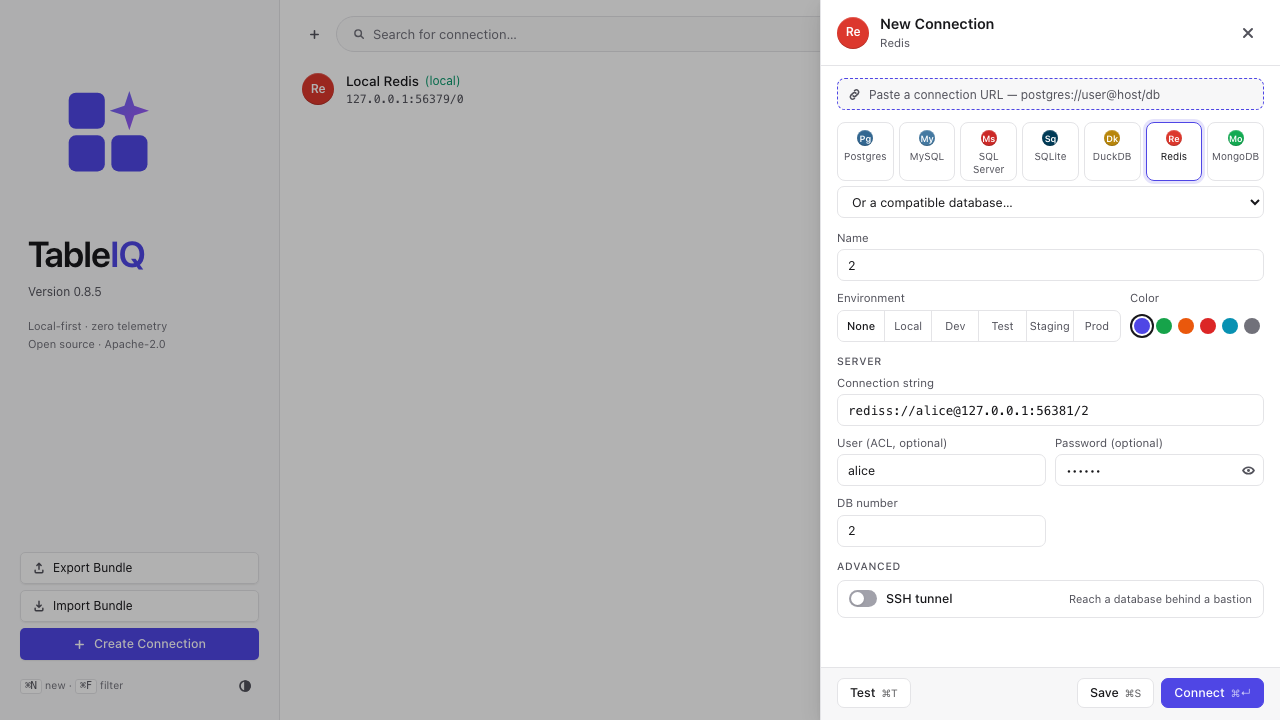 TableIQ
Version 0.8.5
Local-first · zero telemetry
Open source · Apache-2.0
Export Bundle
Import Bundle
+ Create Connection
⌘N new · ⌘F filter
+
Search for connection...
Re
Local Redis (local)
127.0.0.1:56379/0
Re
New Connection
Redis
Paste a connection URL — postgres://user@host/db
Pg
Postgres
My
MySQL
Ms
SQL
Server
Sq
SQLite
Dk
DuckDB
Re
Redis
Mo
MongoDB
Or a compatible database...
Name
2
Environment
None
Local
Dev
Test
Staging
Prod
Color
SERVER
Connection string
rediss://alice@127.0.0.1:56381/2
User (ACL, optional)
alice
Password (optional)
••••••
DB number
2
ADVANCED
SSH tunnel
Reach a database behind a bastion
Test ⌘T
Save ⌘S
Connect ⌘↵